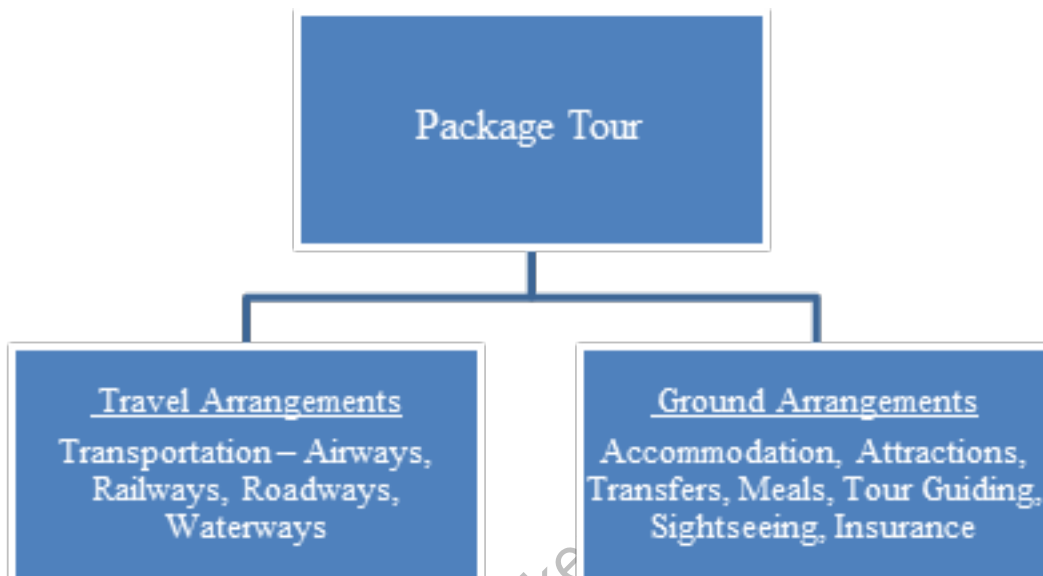 Package Tour
Travel Arrangements
Transportation – Airways,
Railways, Roadways,
Waterways
Ground Arrangements
Accommodation, Attractions,
Transfers, Meals, Tour Guiding,
Sightseeing, Insurance